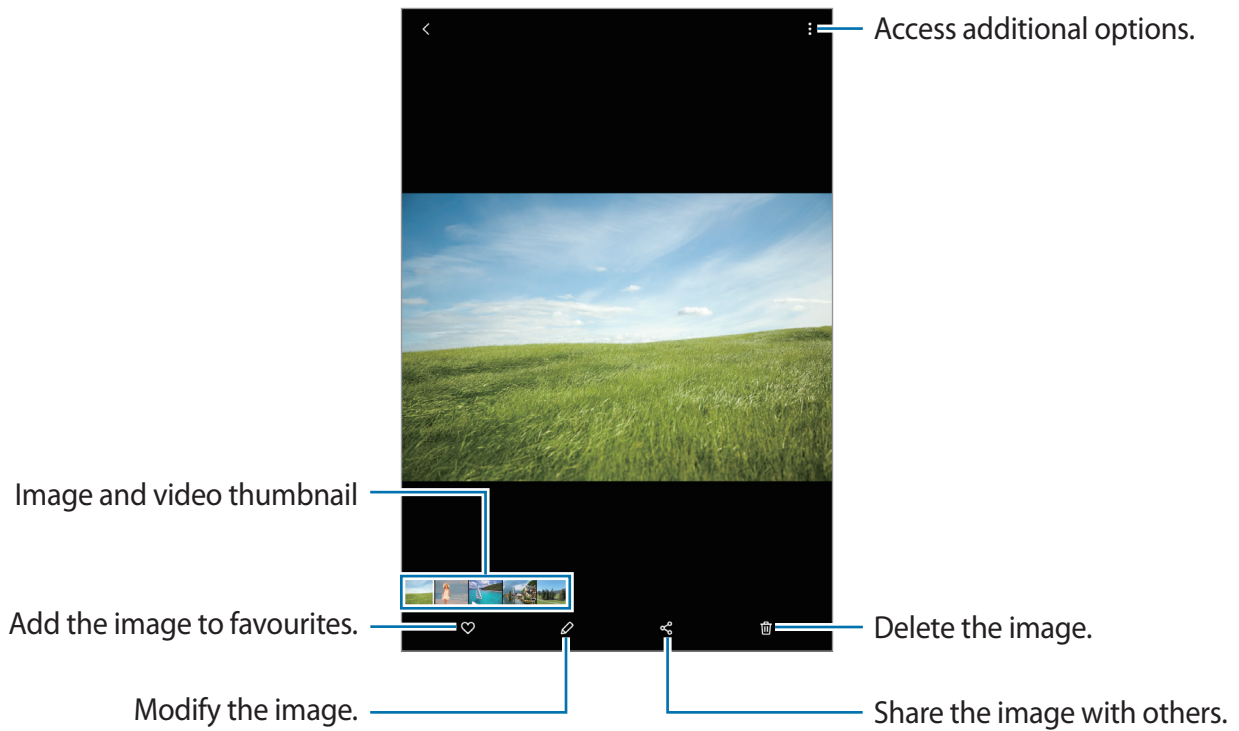 Access additional options.
Image and video thumbnail
Add the image to favourites.
Delete the image.
Modify the image.
Share the image with others.